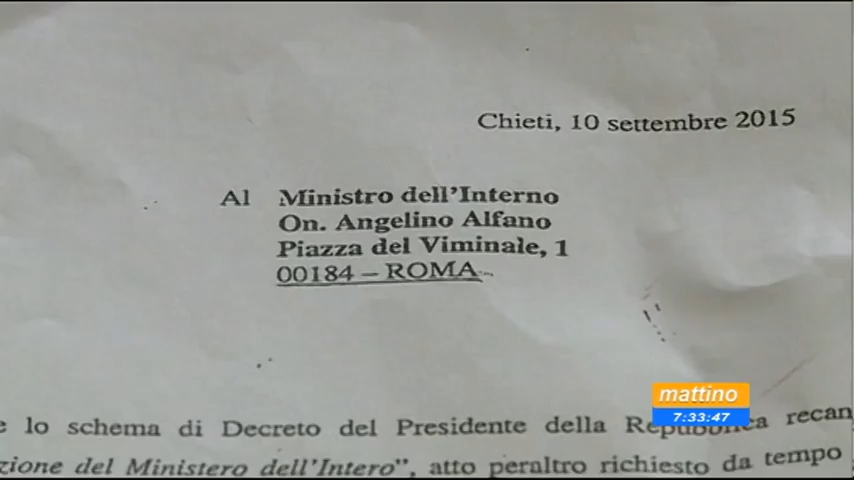 Chieti, 10 settembre 2015
Al Ministro dell'Interno
On. Angelino Alfano
Piazza del Viminale, 1
00184 – ROMA
mattino
7:33:47
e lo schema di Decreto del Presidente della Repubblica recan
zione del Ministero dell'Intero", atto peraltro richiesto da tempo